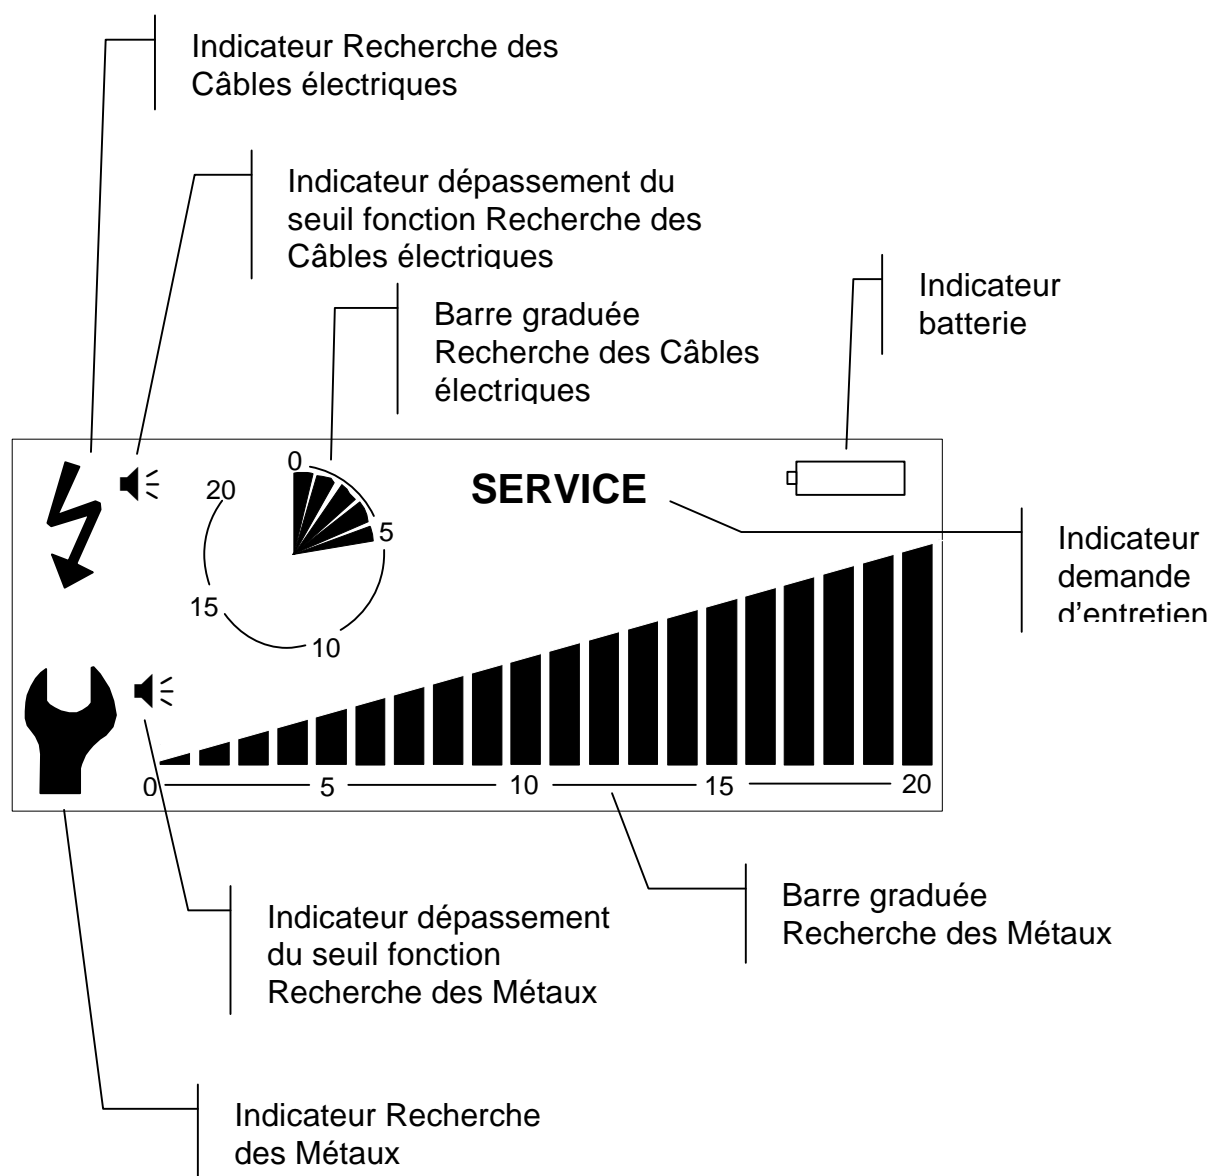 Indicateur Recherche des
Câbles électriques
Indicateur dépassement du
seuil fonction Recherche des
Câbles électriques
Barre graduée
Recherche des Câbles
électriques
Indicateur
batterie
0
20
5
15
10
SERVICE
Indicateur
demande
d'entretien
0 5 10 15 20
Barre graduée
Recherche des Métaux
Indicateur dépassement
du seuil fonction
Recherche des Métaux
Indicateur Recherche
des Métaux